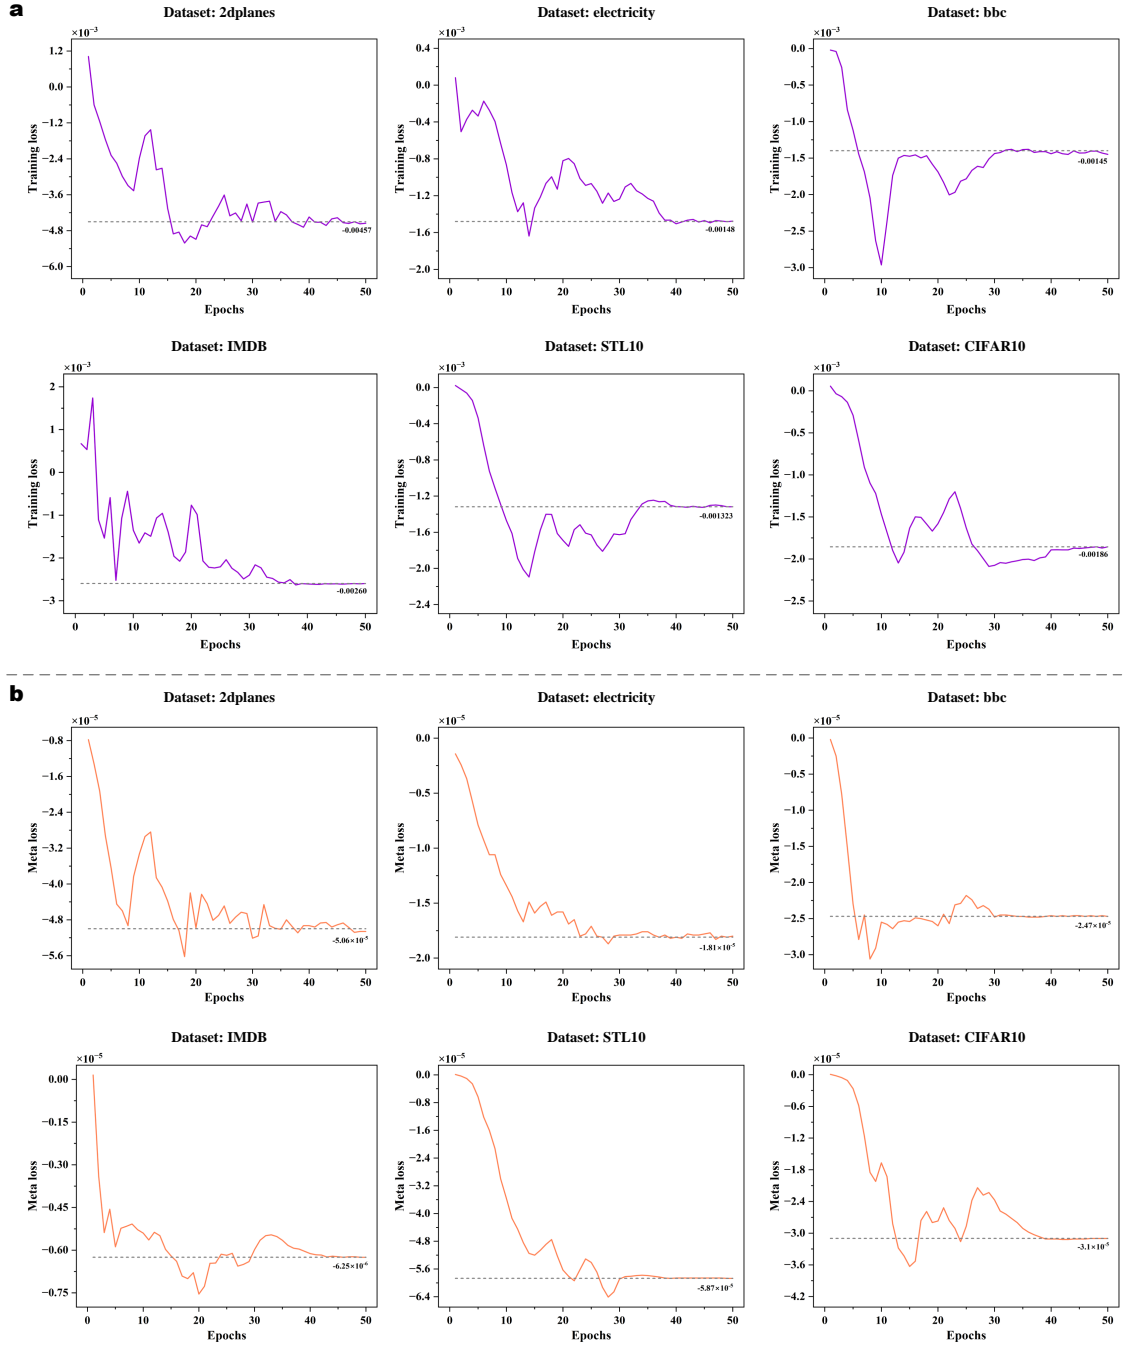 a
Dataset: 2dplanes
×10⁻³
1.2
0.0
−1.2
−2.4
−3.6
−4.8
−6.0
Training loss
-0.00457
0 10 20 30 40 50
Epochs
Dataset: electricity
×10⁻³
0.4
0.0
−0.4
−0.8
−1.2
−1.6
−2.0
Training loss
-0.00148
0 10 20 30 40 50
Epochs
Dataset: bbc
×10⁻³
0.0
−0.5
−1.0
−1.5
−2.0
−2.5
−3.0
Training loss
-0.00145
0 10 20 30 40 50
Epochs
Dataset: IMDB
×10⁻³
2
1
0
−1
−2
−3
Training loss
-0.00260
0 10 20 30 40 50
Epochs
Dataset: STL10
×10⁻³
0.0
−0.4
−0.8
−1.2
−1.6
−2.0
−2.4
Training loss
-0.001323
0 10 20 30 40 50
Epochs
Dataset: CIFAR10
×10⁻³
0.0
−0.5
−1.0
−1.5
−2.0
−2.5
Training loss
-0.00186
0 10 20 30 40 50
Epochs
b
Dataset: 2dplanes
×10⁻⁵
−0.8
−1.6
−2.4
−3.2
−4.0
−4.8
−5.6
Meta loss
-5.06×10⁻⁵
0 10 20 30 40 50
Epochs
Dataset: electricity
×10⁻⁵
0.0
−0.5
−1.0
−1.5
−2.0
Meta loss
-1.81×10⁻⁵
0 10 20 30 40 50
Epochs
Dataset: bbc
×10⁻⁵
0.0
−0.5
−1.0
−1.5
−2.0
−2.5
−3.0
Meta loss
-2.47×10⁻⁵
0 10 20 30 40 50
Epochs
Dataset: IMDB
×10⁻⁵
0.00
−0.15
−0.30
−0.45
−0.60
−0.75
Meta loss
-6.25×10⁻⁶
0 10 20 30 40 50
Epochs
Dataset: STL10
×10⁻⁵
0.0
−0.8
−1.6
−2.4
−3.2
−4.0
−4.8
−5.6
−6.4
Meta loss
-5.87×10⁻⁵
0 10 20 30 40 50
Epochs
Dataset: CIFAR10
×10⁻⁵
0.0
−0.6
−1.2
−1.8
−2.4
−3.0
−3.6
−4.2
Meta loss
-3.1×10⁻⁵
0 10 20 30 40 50
Epochs